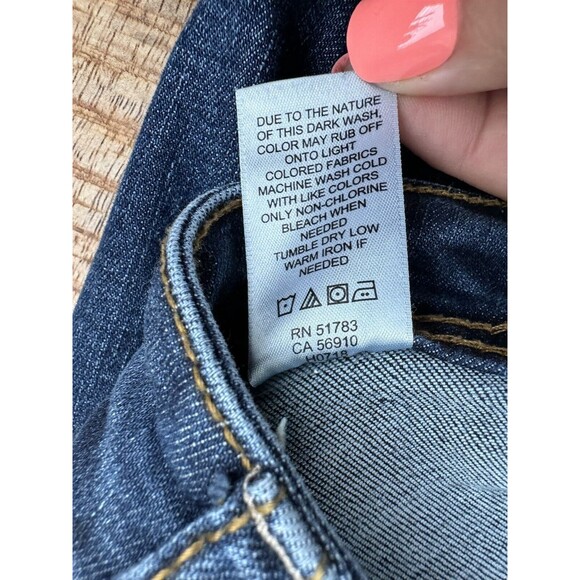 DUE TO THE NATURE
OF THIS DARK WASH,
COLOR MAY RUB OFF
ONTO LIGHT
COLORED FABRICS
MACHINE WASH COLD
WITH LIKE COLORS
ONLY NON-CHLORINE
BLEACH WHEN
NEEDED
TUMBLE DRY LOW
WARM IRON IF
NEEDED
RN 51783
CA 56910
H0718